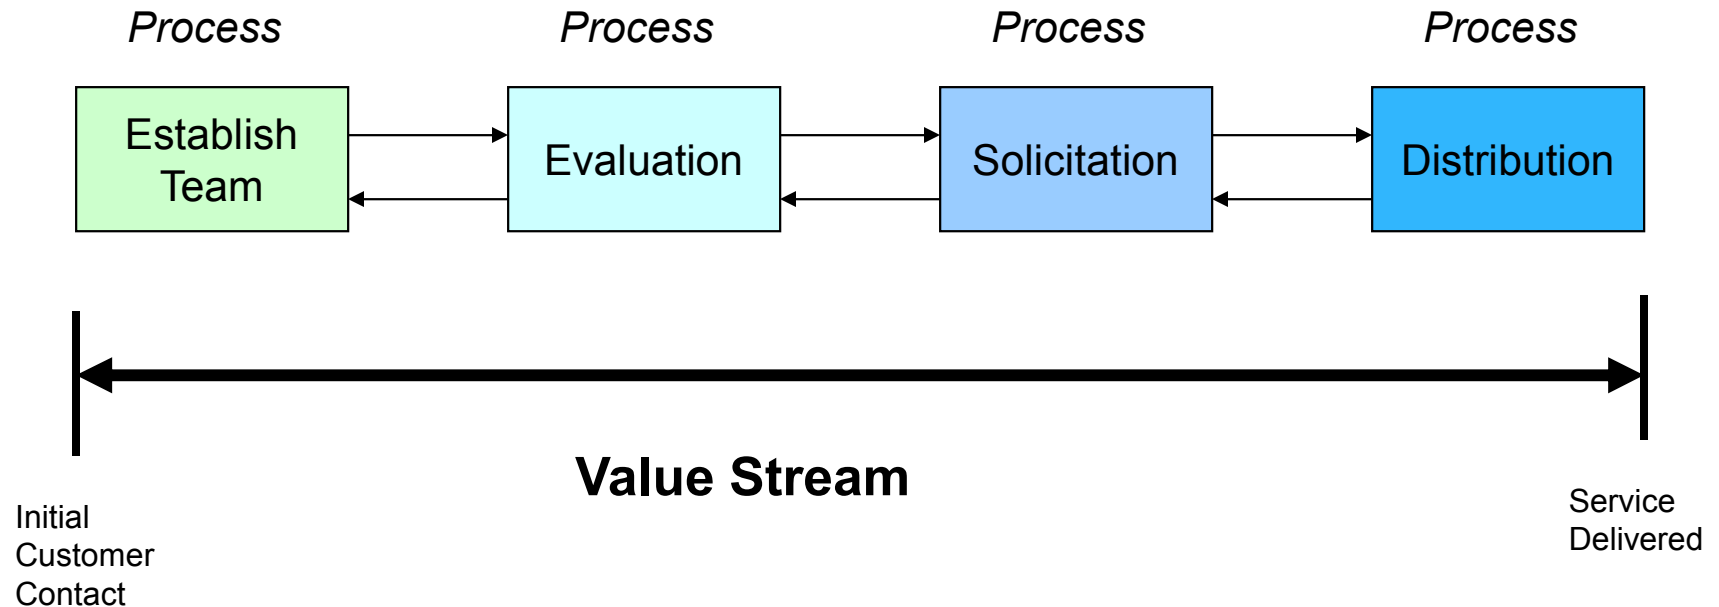 Process
Process
Process
Process
Establish
Team
Evaluation
Solicitation
Distribution
Value Stream
Initial
Customer
Contact
Service
Delivered